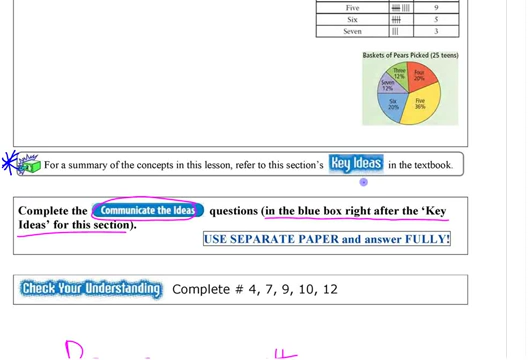 Five 9
Six 5
Seven 3
Baskets of Pears Picked (25 teens)
Three
12%
Four
20%
Seven
12%
Six
20%
Five
36%
For a summary of the concepts in this lesson, refer to this section's Key Ideas in the textbook.
Complete the Communicate the Ideas questions (in the blue box right after the 'Key
Ideas' for this section).
USE SEPARATE PAPER and answer FULLY!
Check Your Understanding Complete # 4, 7, 9, 10, 12